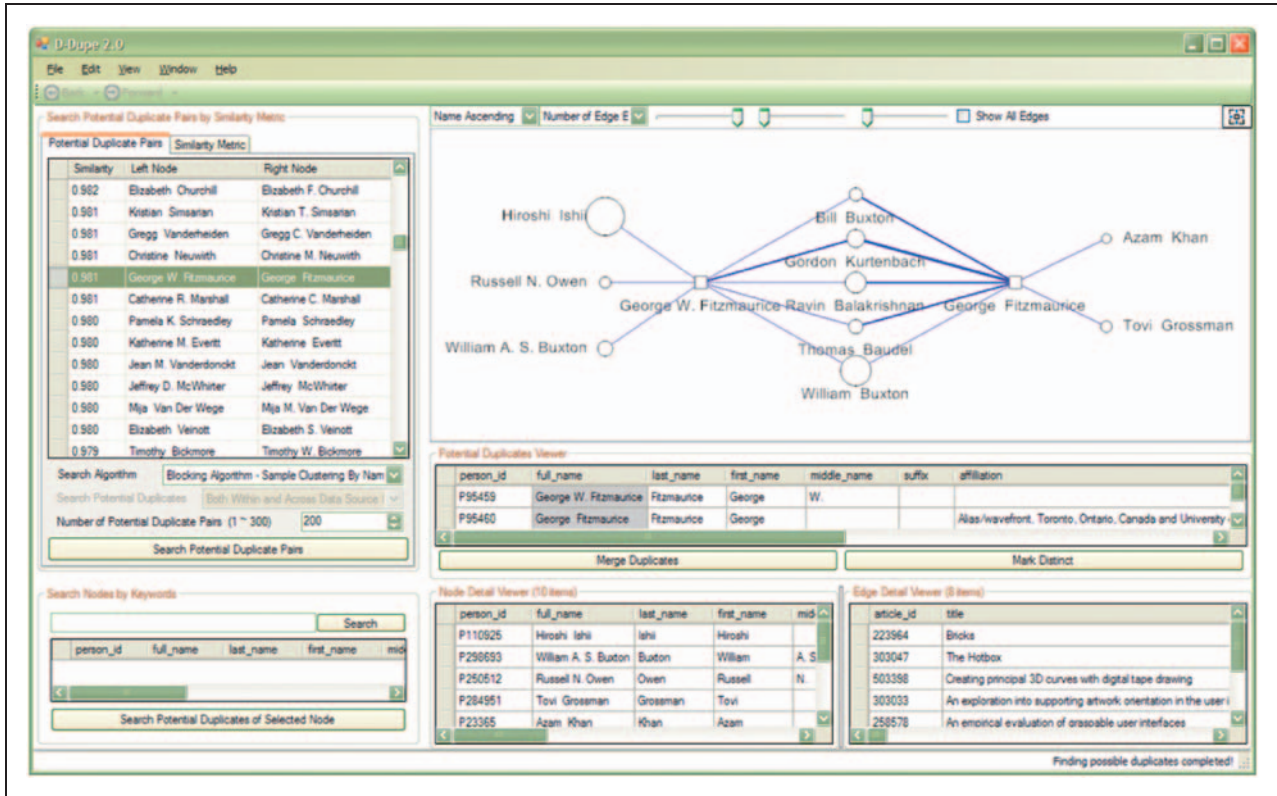 D-Dupe 2.0
File Edit View Window Help
Back Forward
Search Potential Duplicate Pairs by Similarity Metric
Potential Duplicate Pairs Similarity Metric
Similarity Left Node Right Node
0.982 Elizabeth Churchill Elizabeth F. Churchill
0.981 Kristian Simsarian Kristian T. Simsarian
0.981 Gregg Vanderheiden Gregg C. Vanderheiden
0.981 Christine Neuwith Christine M. Neuwith
0.981 George W. Fitzmaurice George Fitzmaurice
0.981 Catherine R. Marshall Catherine C. Marshall
0.980 Pamela K. Schraedley Pamela Schraedley
0.980 Katherine M. Everitt Katherine Everitt
0.980 Jean M. Vanderdonckt Jean Vanderdonckt
0.980 Jeffrey D. McWhirter Jeffrey McWhirter
0.980 Mija Van Der Wege Mija M. Van Der Wege
0.980 Elizabeth Veinott Elizabeth S. Veinott
0.979 Timothy Bickmore Timothy W. Bickmore
Search Algorithm Blocking Algorithm - Sample Clustering By Nam
Search Potential Duplicates Both Within and Across Data Source
Number of Potential Duplicate Pairs (1 ~ 300) 200
Search Potential Duplicate Pairs
Search Nodes by Keywords
Search
person_id full_name last_name first_name mid
Search Potential Duplicates of Selected Node
Name Ascending Number of Edge E Show All Edges
Hiroshi Ishii
Bill Buxton
Azam Khan
Gordon Kurtenbach
Russell N. Owen
George W. Fitzmaurice Ravin Balakrishnan George Fitzmaurice
Tovi Grossman
William A. S. Buxton
Thomas Baudel
William Buxton
Potential Duplicates Viewer
person_id full_name last_name first_name middle_name suffix affiliation
P95459 George W. Fitzmaurice Fitzmaurice George W.
P95460 George Fitzmaurice Fitzmaurice George Alias/wavefront, Toronto, Ontario, Canada and University
Merge Duplicates Mark Distinct
Node Detail Viewer (10 items)
person_id full_name last_name first_name mid
P110925 Hiroshi Ishii Ishii Hiroshi
P298693 William A. S. Buxton Buxton William A. S
P250512 Russell N. Owen Owen Russell N.
P284951 Tovi Grossman Grossman Tovi
P23365 Azam Khan Khan Azam
Edge Detail Viewer (8 items)
article_id title
223964 Bricks
303047 The Hotbox
503398 Creating principal 3D curves with digital tape drawing
303033 An exploration into supporting artwork orientation in the user i
258578 An empirical evaluation of graspable user interfaces
Finding possible duplicates completed!